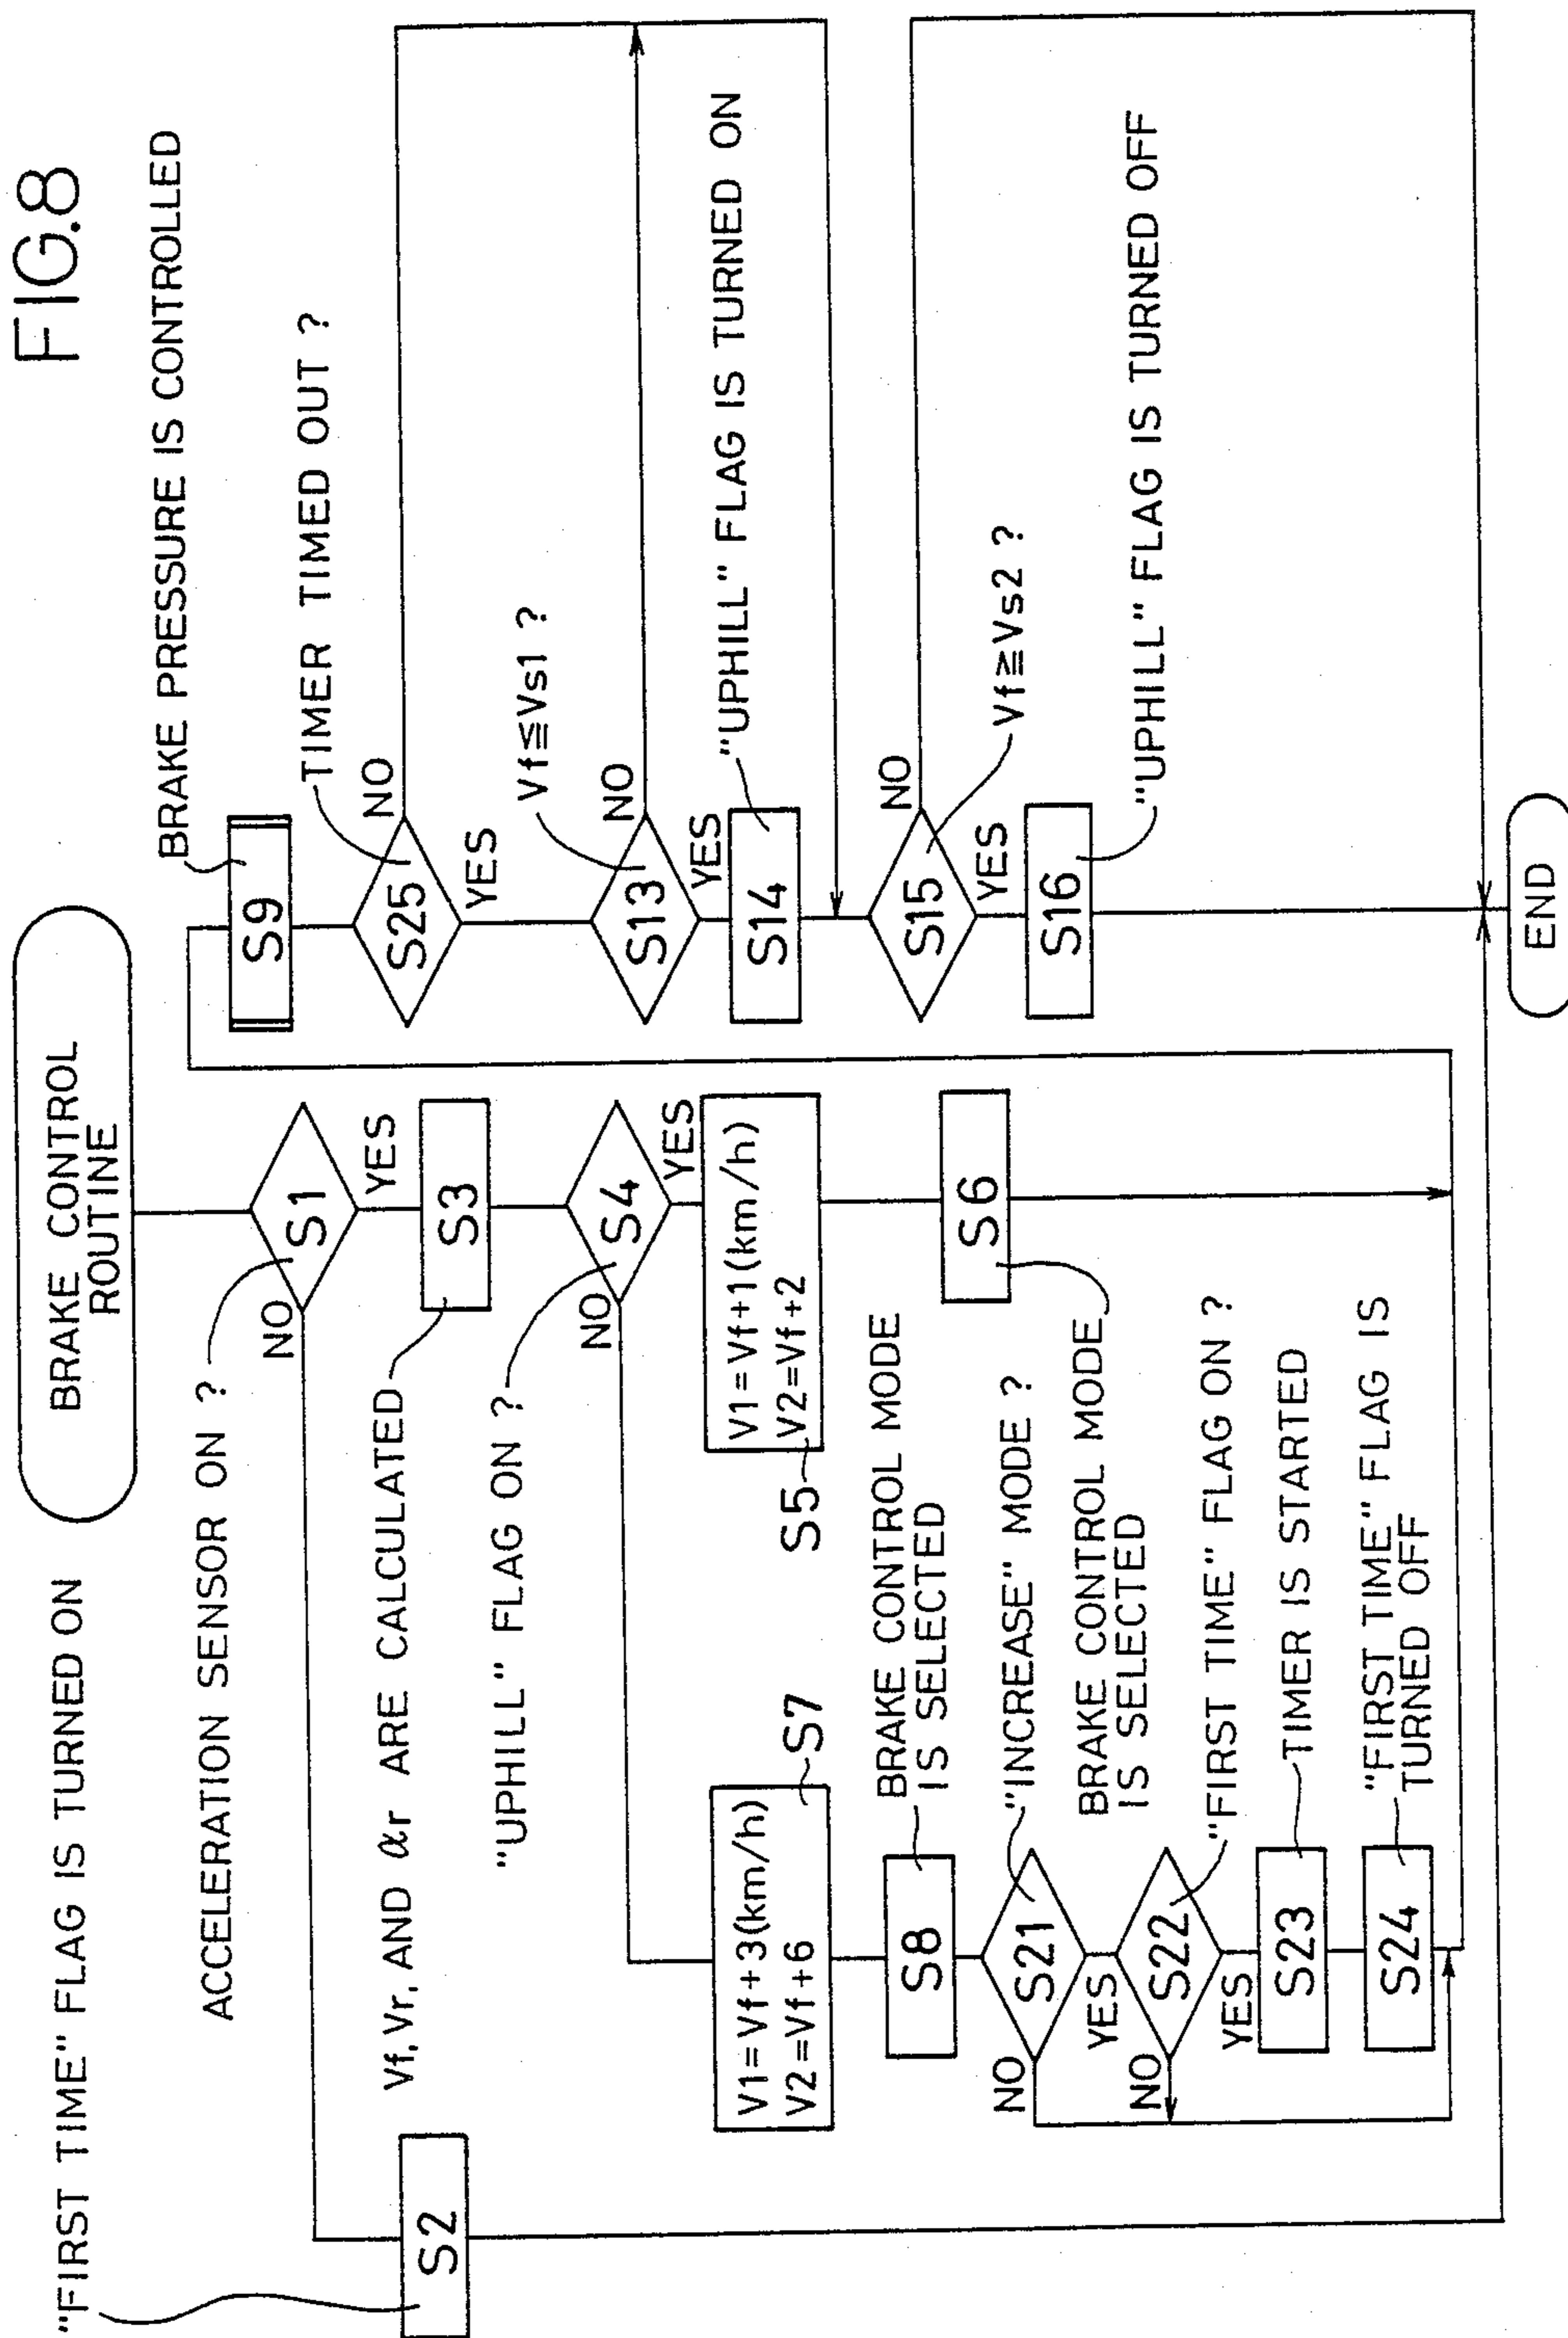 FIG.8
BRAKE CONTROL
ROUTINE
"FIRST TIME" FLAG IS TURNED ON
S2
ACCELERATION SENSOR ON ?
S1
NO
YES
Vf, Vr, AND αr ARE CALCULATED
S3
"UPHILL" FLAG ON ?
S4
NO
YES
V1=Vf+1(km/h)
V2=Vf+2
S5
S6
BRAKE CONTROL MODE
IS SELECTED
V1=Vf+3(km/h)
V2=Vf+6
S7
S8
BRAKE CONTROL MODE
IS SELECTED
S21
"INCREASE" MODE ?
NO
YES
S22
"FIRST TIME" FLAG ON ?
NO
YES
S23
TIMER IS STARTED
S24
"FIRST TIME" FLAG IS
TURNED OFF
BRAKE PRESSURE IS CONTROLLED
S9
TIMER TIMED OUT ?
S25
NO
YES
Vf≦Vs1 ?
S13
NO
YES
"UPHILL" FLAG IS TURNED ON
S14
Vf≧Vs2 ?
S15
NO
YES
"UPHILL" FLAG IS TURNED OFF
S16
END